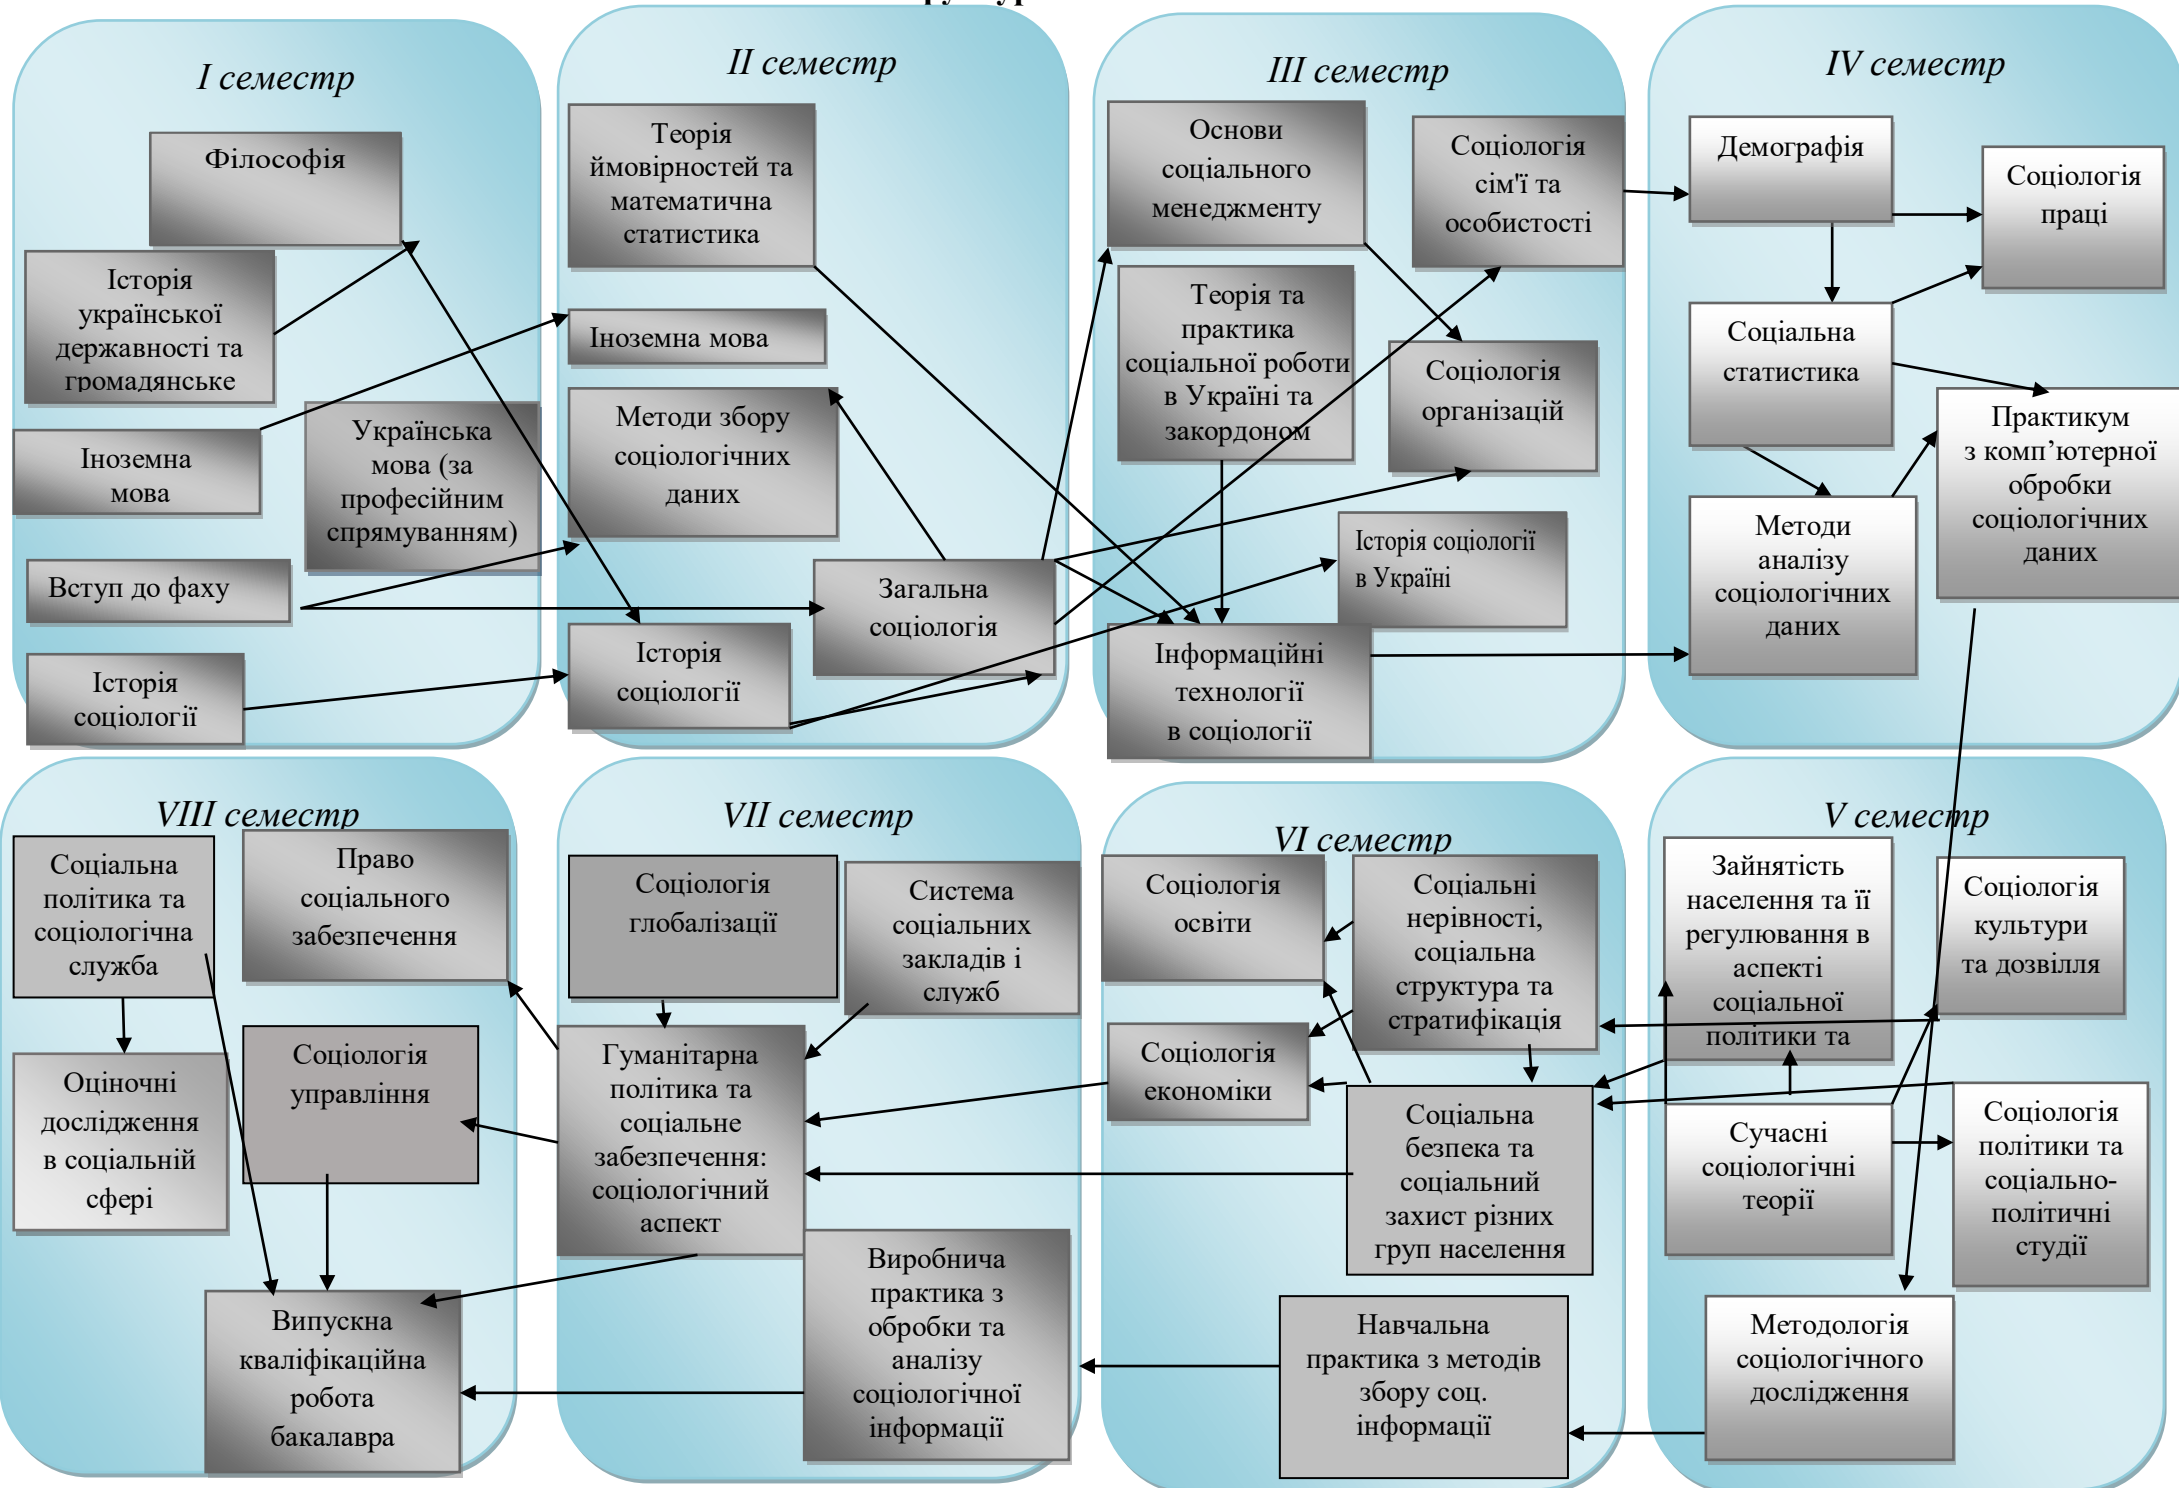 I семестр
Філософія
Історія
української
державності та
громадянське
Іноземна
мова
Українська
мова (за
професійним
спрямуванням)
Вступ до фаху
Історія
соціології
II семестр
Теорія
ймовірностей та
математична
статистика
Іноземна мова
Методи збору
соціологічних
даних
Загальна
соціологія
Історія
соціології
III семестр
Основи
соціального
менеджменту
Соціологія
сім'ї та
особистості
Теорія та
практика
соціальної роботи
в Україні та
закордоном
Соціологія
організацій
Історія соціології
в Україні
Інформаційні
технології
в соціології
IV семестр
Демографія
Соціологія
праці
Соціальна
статистика
Практикум
з комп’ютерної
обробки
соціологічних
даних
Методи
аналізу
соціологічних
даних
VIII семестр
Соціальна
політика та
соціологічна
служба
Право
соціального
забезпечення
Оціночні
дослідження
в соціальній
сфері
Соціологія
управління
Випускна
кваліфікаційна
робота
бакалавра
VII семестр
Соціологія
глобалізації
Система
соціальних
закладів і
служб
Гуманітарна
політика та
соціальне
забезпечення:
соціологічний
аспект
Виробнича
практика з
обробки та
аналізу
соціологічної
інформації
VI семестр
Соціологія
освіти
Соціальні
нерівності,
соціальна
структура та
стратифікація
Соціологія
економіки
Соціальна
безпека та
соціальний
захист різних
груп населення
Навчальна
практика з методів
збору соц.
інформації
V семестр
Зайнятість
населення та її
регулювання в
аспекті
соціальної
політики та
Соціологія
культури
та дозвілля
Сучасні
соціологічні
теорії
Соціологія
політики та
соціально-
політичні
студії
Методологія
соціологічного
дослідження